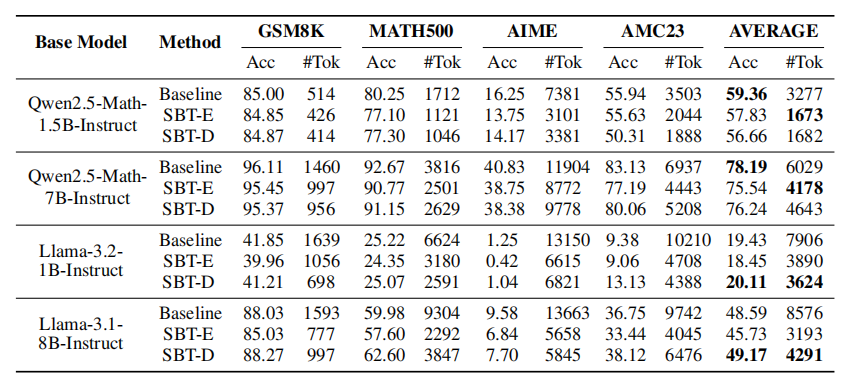 Base Model Method GSM8K MATH500 AIME AMC23 AVERAGE
Acc #Tok Acc #Tok Acc #Tok Acc #Tok Acc #Tok
Qwen2.5-Math-1.5B-Instruct
Baseline 85.00 514 80.25 1712 16.25 7381 55.94 3503 59.36 3277
SBT-E 84.85 426 77.10 1121 13.75 3101 55.63 2044 57.83 1673
SBT-D 84.87 414 77.30 1046 14.17 3381 50.31 1888 56.66 1682
Qwen2.5-Math-7B-Instruct
Baseline 96.11 1460 92.67 3816 40.83 11904 83.13 6937 78.19 6029
SBT-E 95.45 997 90.77 2501 38.75 8772 77.19 4443 75.54 4178
SBT-D 95.37 956 91.15 2629 38.38 9778 80.06 5208 76.24 4643
Llama-3.2-1B-Instruct
Baseline 41.85 1639 25.22 6624 1.25 13150 9.38 10210 19.43 7906
SBT-E 39.96 1056 24.35 3180 0.42 6615 9.06 4708 18.45 3890
SBT-D 41.21 698 25.07 2591 1.04 6821 13.13 4388 20.11 3624
Llama-3.1-8B-Instruct
Baseline 88.03 1593 59.98 9304 9.58 13663 36.75 9742 48.59 8576
SBT-E 85.03 777 57.60 2292 6.84 5658 33.44 4045 45.73 3193
SBT-D 88.27 997 62.60 3847 7.70 5845 38.12 6476 49.17 4291